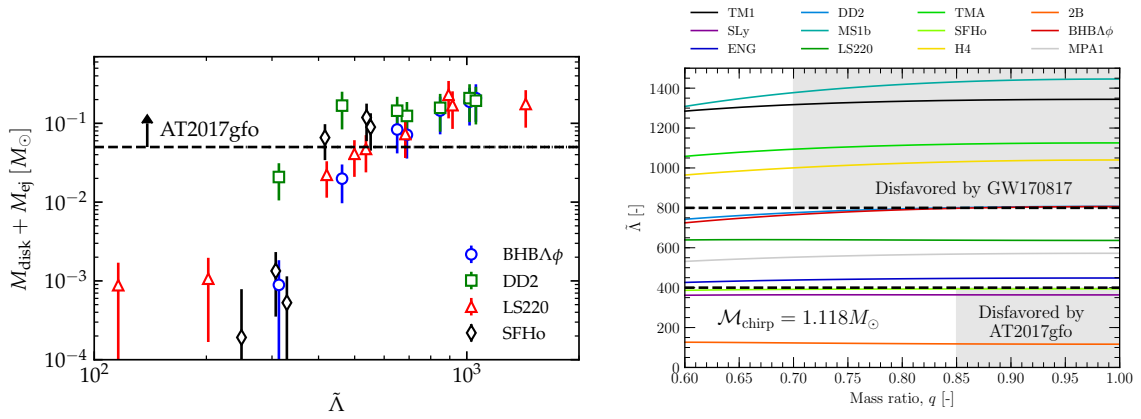 M_disk + M_ej [M_⊙]
10^-1
10^-2
10^-3
10^-4
AT2017gfo
BHBΛϕ
DD2
LS220
SFHo
10^2
10^3
Λ̃
TM1
DD2
TMA
2B
SLy
MS1b
SFHo
BHBΛϕ
ENG
LS220
H4
MPA1
Λ̃ [-]
1400
1200
1000
800
600
400
200
0
Disfavored by GW170817
ℳ_chirp = 1.118M_⊙
Disfavored by
AT2017gfo
0.60
0.65
0.70
0.75
0.80
0.85
0.90
0.95
1.00
Mass ratio, q [-]